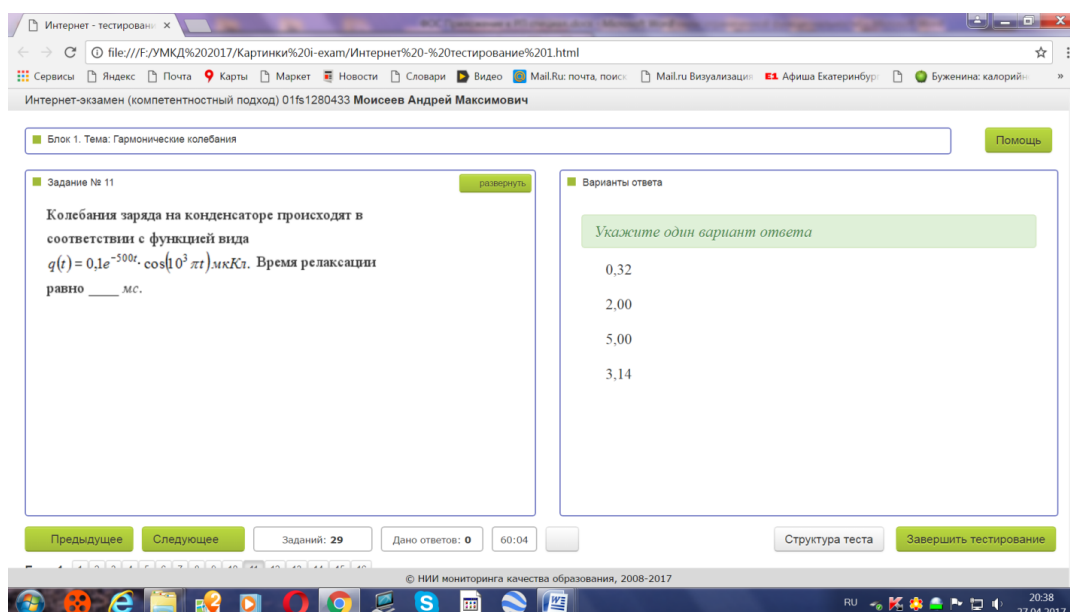 Интернет - тестировани
file:///F:/УМКД%202017/Картинки%20i-exam/Интернет%20-%20тестирование%201.html
Сервисы Яндекс Почта Карты Маркет Новости Словари Видео Mail.Ru: почта, поиск Mail.ru Визуализация E1 Афиша Екатеринбур Буженина: калорийн »
Интернет-экзамен (компетентностный подход) 01fs1280433 Моисеев Андрей Максимович
Блок 1. Тема: Гармонические колебания
Помощь
Задание № 11
развернуть
Колебания заряда на конденсаторе происходят в
соответствии с функцией вида
q(t) = 0,1e^{-500t}· cos(10^3 πt) мкКл. Время релаксации
равно ____ мс.
Варианты ответа
Укажите один вариант ответа
0,32
2,00
5,00
3,14
Предыдущее Следующее Заданий: 29 Дано ответов: 0 60:04 Структура теста Завершить тестирование
© НИИ мониторинга качества образования, 2008-2017
RU 20:38
27.04.2017